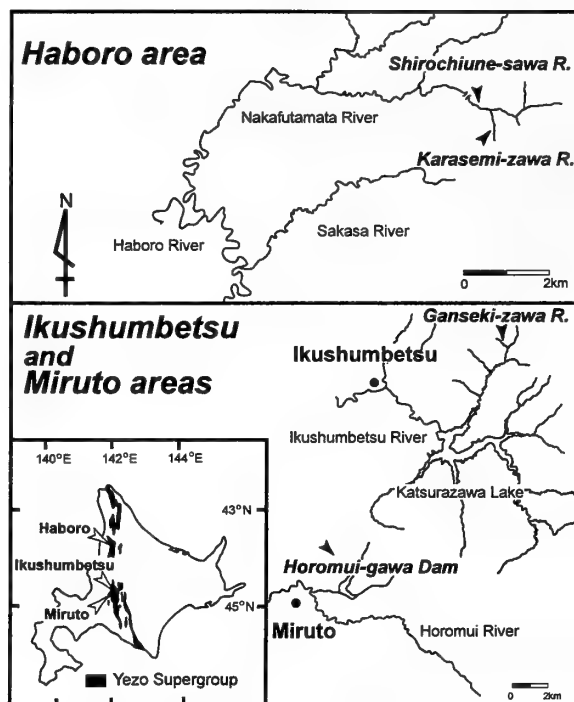 Haboro area
Shirochiune-sawa R.
Nakafutamata River
Karasemi-zawa R.
N
Haboro River
Sakasa River
0 2km
Ikushumbetsu
and
Miruto areas
Ganseki-zawa R.
Ikushumbetsu
Ikushumbetsu River
Katsurazawa Lake
140°E 142°E 144°E
43°N
Haboro
Ikushumbetsu
Miruto
45°N
Yezo Supergroup
Horomui-gawa Dam
Miruto
Horomui River
0 2km